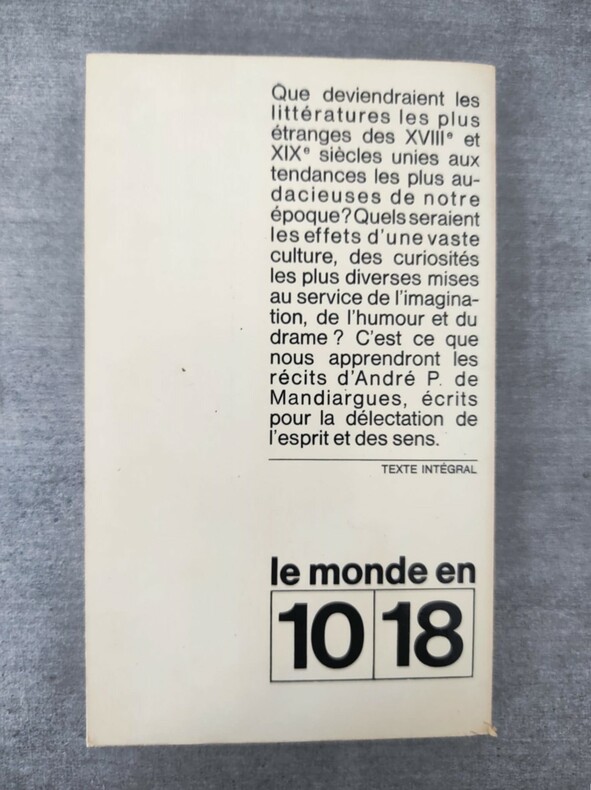 Que deviendraient les
littératures les plus
étranges des XVIIIe et
XIXe siècles unies aux
tendances les plus au-
dacieuses de notre
époque? Quels seraient
les effets d'une vaste
culture, des curiosités
les plus diverses mises
au service de l'imagina-
tion, de l'humour et du
drame? C'est ce que
nous apprendront les
récits d'André P. de
Mandiargues, écrits
pour la délectation de
l'esprit et des sens.
TEXTE INTÉGRAL
le monde en
10 18